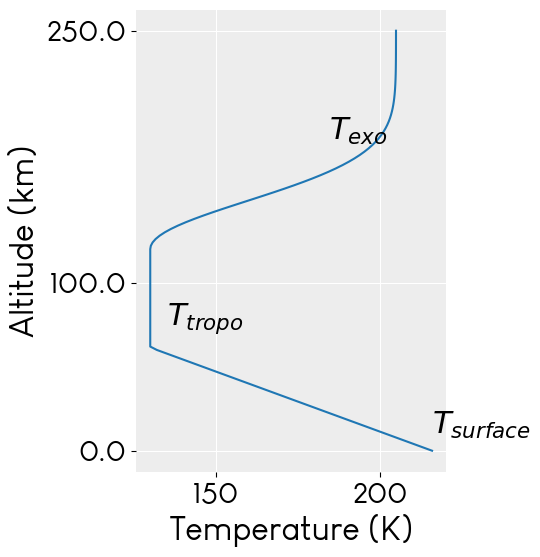 250.0
T_exo
100.0
T_tropo
T_surface
0.0
150
200
Temperature (K)
Altitude (km)